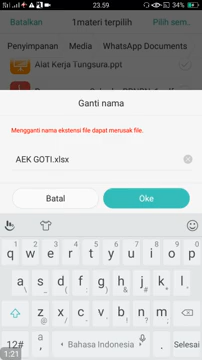 23.59
34%
Batalkan 1materi terpilih Pilih sem.
Penyimpanan Media WhatsApp Documents
Alat Kerja Tungsura.ppt
Ganti nama
Mengganti nama ekstensi file dapat merusak file.
AEK GOTI.xlsx
Batal Oke
q w e r t y u i o p
a s d f g h j k l
z x c v b n m
12# , Bahasa Indonesia . Selesai
1:21